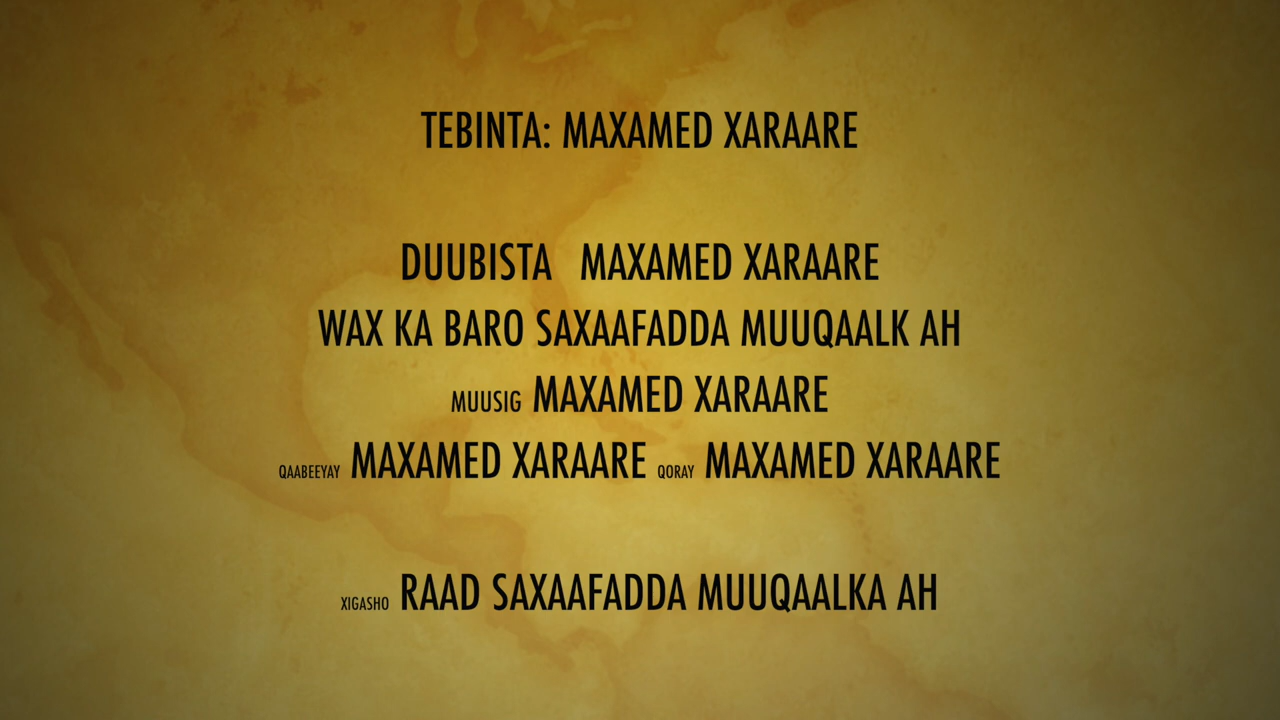 TEBINTA: MAXAMED XARAARE
DUUBISTA MAXAMED XARAARE
WAX KA BARO SAXAAFADDA MUUQAALK AH
MUUSIG MAXAMED XARAARE
QAABEEYAY MAXAMED XARAARE QORAY MAXAMED XARAARE
XIGASHO RAAD SAXAAFADDA MUUQAALKA AH